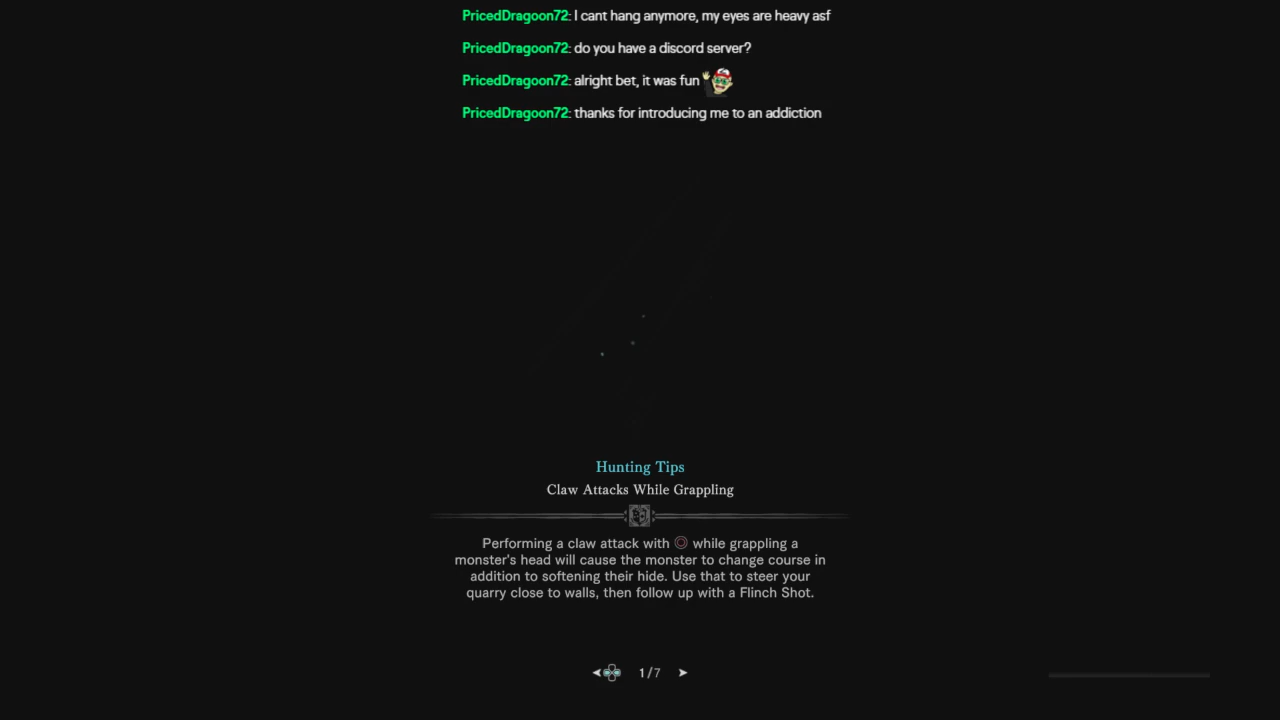 PricedDragoon72: I cant hang anymore, my eyes are heavy asf
PricedDragoon72: do you have a discord server?
PricedDragoon72: alright bet, it was fun
PricedDragoon72: thanks for introducing me to an addiction
Hunting Tips
Claw Attacks While Grappling
Performing a claw attack with while grappling a
monster's head will cause the monster to change course in
addition to softening their hide. Use that to steer your
quarry close to walls, then follow up with a Flinch Shot.
1/7